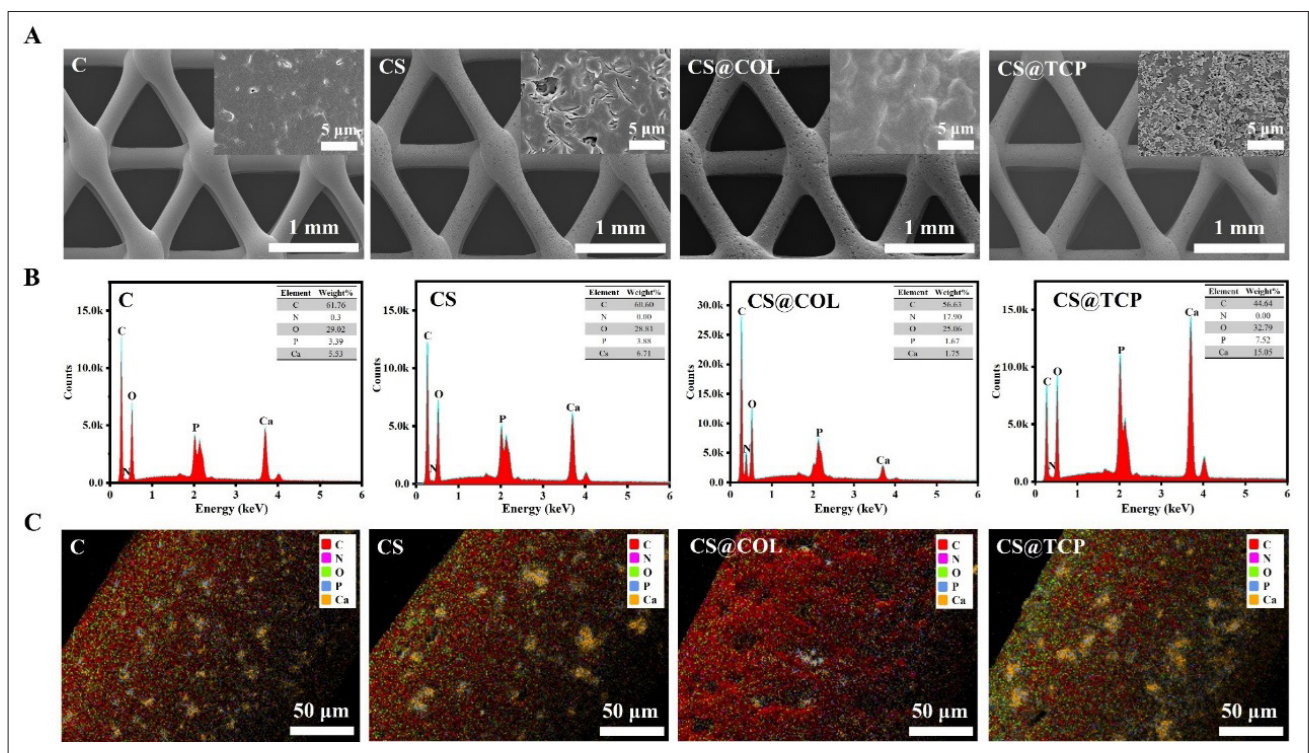 A
C
5 µm
1 mm
CS
5 µm
1 mm
CS@COL
5 µm
1 mm
CS@TCP
5 µm
1 mm
B
C
Element Weight%
C 61.76
N 0.3
O 29.02
P 3.39
Ca 5.53
15.0k
10.0k
5.0k
0.0
Counts
C
N
O
P
Ca
0 1 2 3 4 5 6
Energy (keV)
CS
Element Weight%
C 60.60
N 0.00
O 28.81
P 3.88
Ca 6.71
15.0k
10.0k
5.0k
0.0
Counts
C
N
O
P
Ca
0 1 2 3 4 5 6
Energy (keV)
CS@COL
Element Weight%
C 56.63
N 17.90
O 25.06
P 1.67
Ca 1.75
30.0k
25.0k
20.0k
15.0k
10.0k
5.0k
0.0
Counts
C
N
O
P
Ca
0 1 2 3 4 5 6
Energy (keV)
CS@TCP
Element Weight%
C 44.64
N 0.00
O 32.79
P 7.52
Ca 15.05
15.0k
10.0k
5.0k
0.0
Counts
C
N
O
P
Ca
0 1 2 3 4 5 6
Energy (keV)
C
C
C
N
O
P
Ca
50 µm
CS
C
N
O
P
Ca
50 µm
CS@COL
C
N
O
P
Ca
50 µm
CS@TCP
C
N
O
P
Ca
50 µm